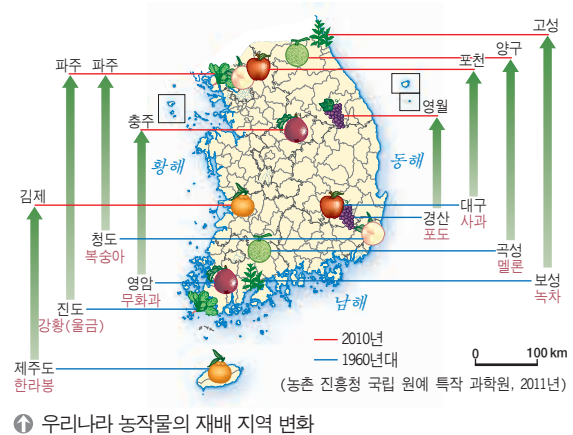 고성
양구
파주 파주
포천
충주
영월
황해
동해
김제
대구
사과
경산
포도
청도
복숭아
곡성
멜론
영암
무화과
보성
녹차
남해
진도
강황(울금)
제주도
한라봉
2010년
1960년대
0 100 km
(농촌 진흥청 국립 원예 특작 과학원, 2011년)
우리나라 농작물의 재배 지역 변화